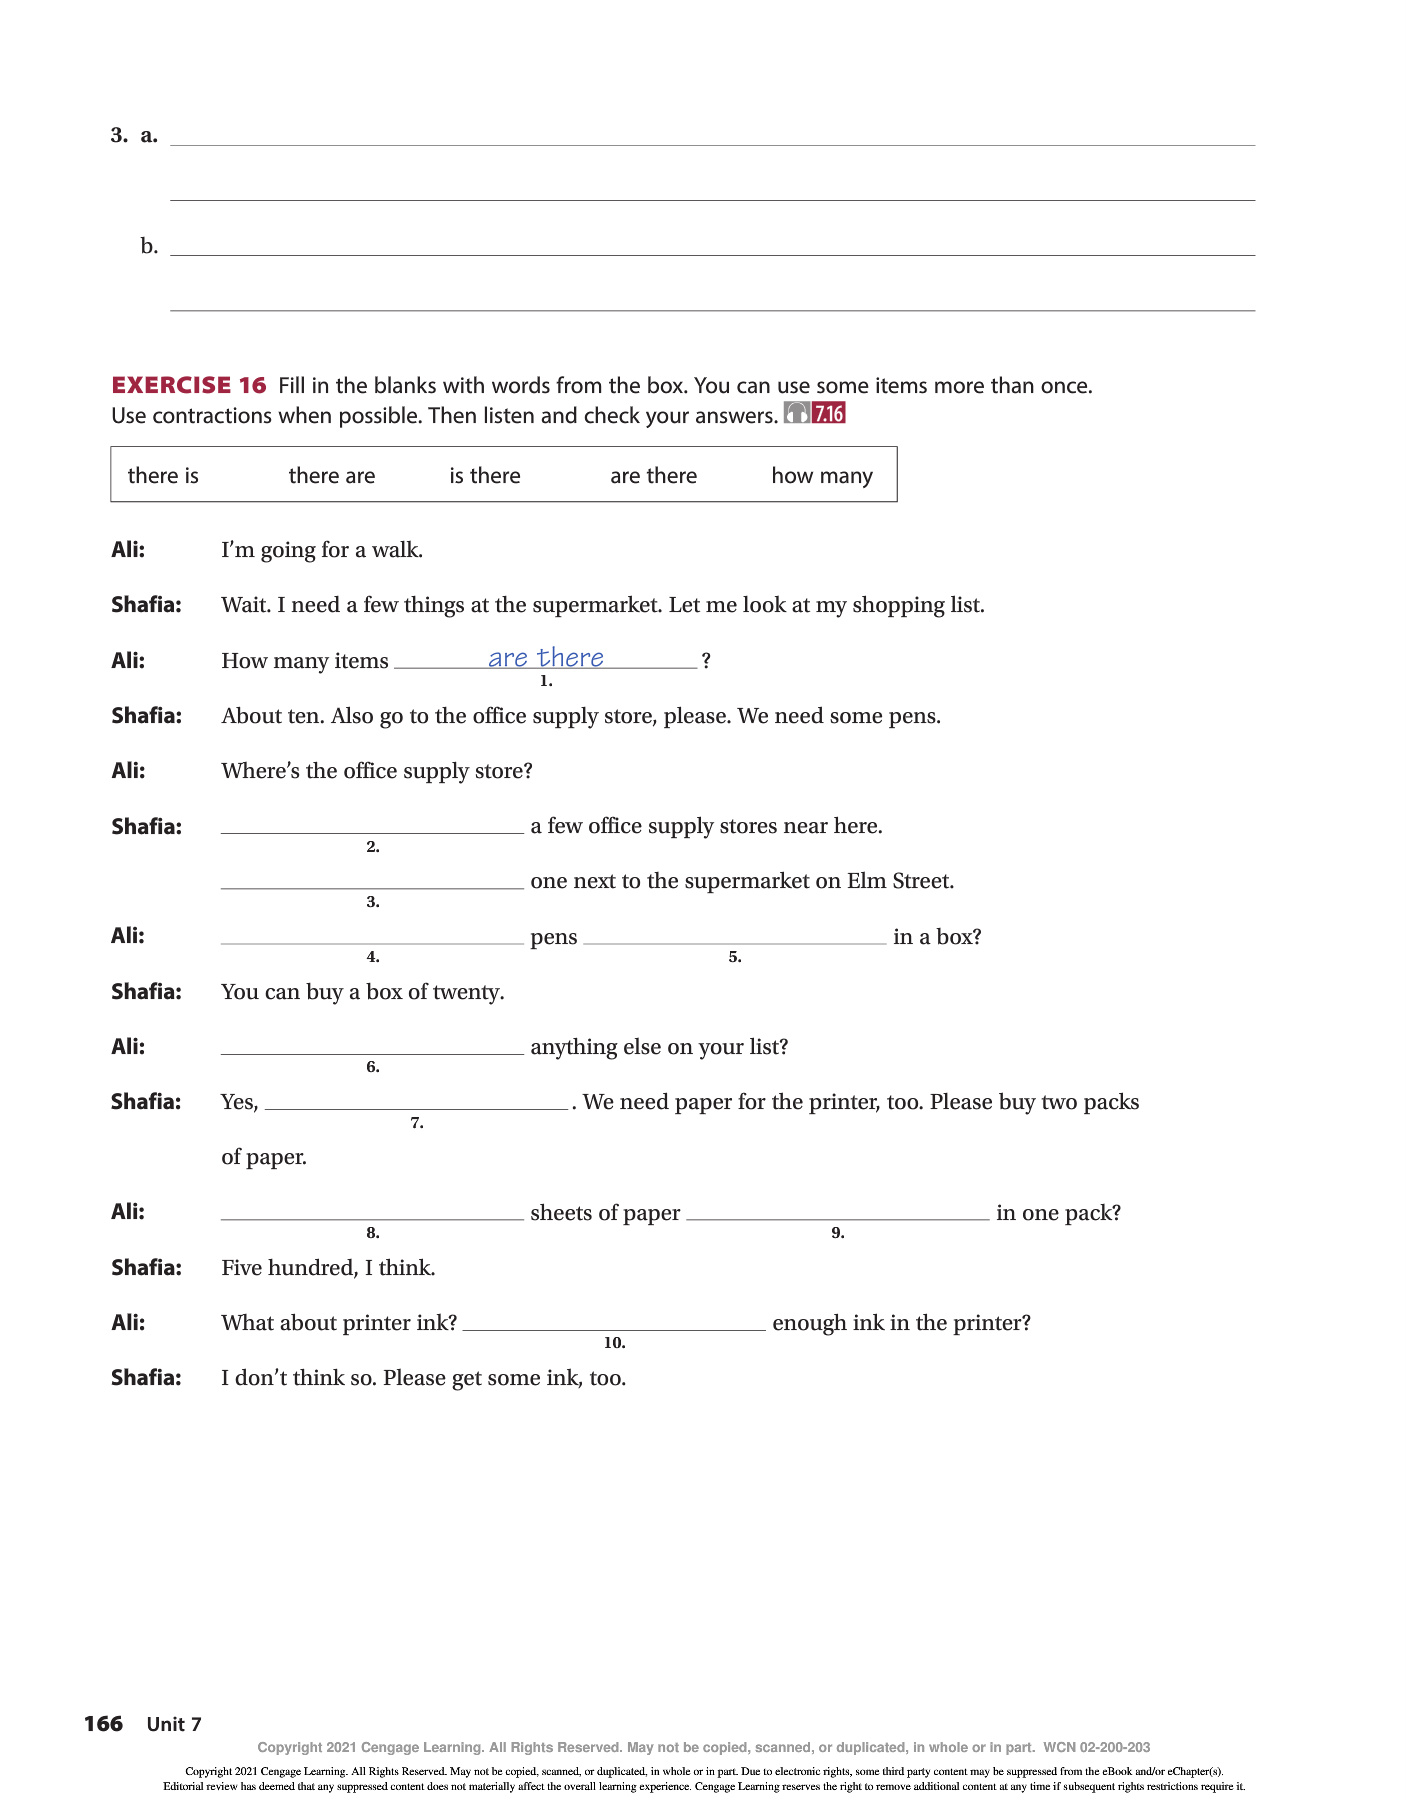 3. a.
b.
EXERCISE 16 Fill in the blanks with words from the box. You can use some items more than once.
Use contractions when possible. Then listen and check your answers. 7.16
there is there are is there are there how many
Ali: I'm going for a walk.
Shafia: Wait. I need a few things at the supermarket. Let me look at my shopping list.
Ali: How many items are there ?
1.
Shafia: About ten. Also go to the office supply store, please. We need some pens.
Ali: Where's the office supply store?
Shafia: a few office supply stores near here.
2.
one next to the supermarket on Elm Street.
3.
Ali: pens in a box?
4. 5.
Shafia: You can buy a box of twenty.
Ali: anything else on your list?
6.
Shafia: Yes, . We need paper for the printer, too. Please buy two packs
7.
of paper.
Ali: sheets of paper in one pack?
8. 9.
Shafia: Five hundred, I think.
Ali: What about printer ink? enough ink in the printer?
10.
Shafia: I don't think so. Please get some ink, too.
166 Unit 7
Copyright 2021 Cengage Learning. All Rights Reserved. May not be copied, scanned, or duplicated, in whole or in part. WCN 02-200-203
Copyright 2021 Cengage Learning. All Rights Reserved. May not be copied, scanned, or duplicated, in whole or in part. Due to electronic rights, some third party content may be suppressed from the eBook and/or eChapter(s).
Editorial review has deemed that any suppressed content does not materially affect the overall learning experience. Cengage Learning reserves the right to remove additional content at any time if subsequent rights restrictions require it.